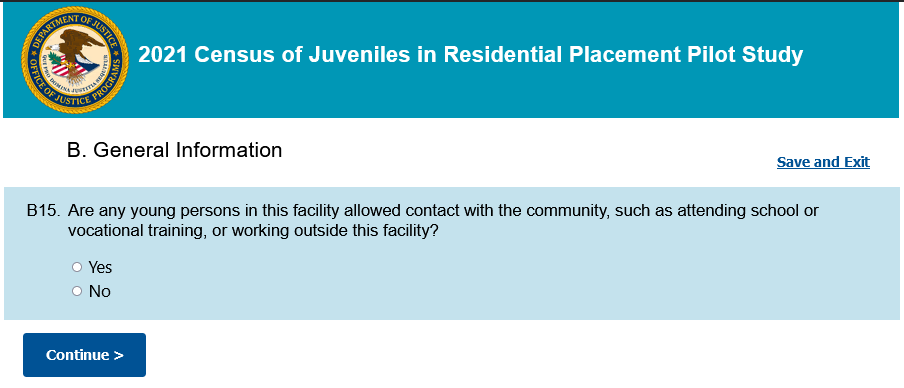 DEPARTMENT OF JUSTICE
OFFICE OF JUSTICE PROGRAMS
2021 Census of Juveniles in Residential Placement Pilot Study
B. General Information
Save and Exit
B15. Are any young persons in this facility allowed contact with the community, such as attending school or
vocational training, or working outside this facility?
Yes
No
Continue >